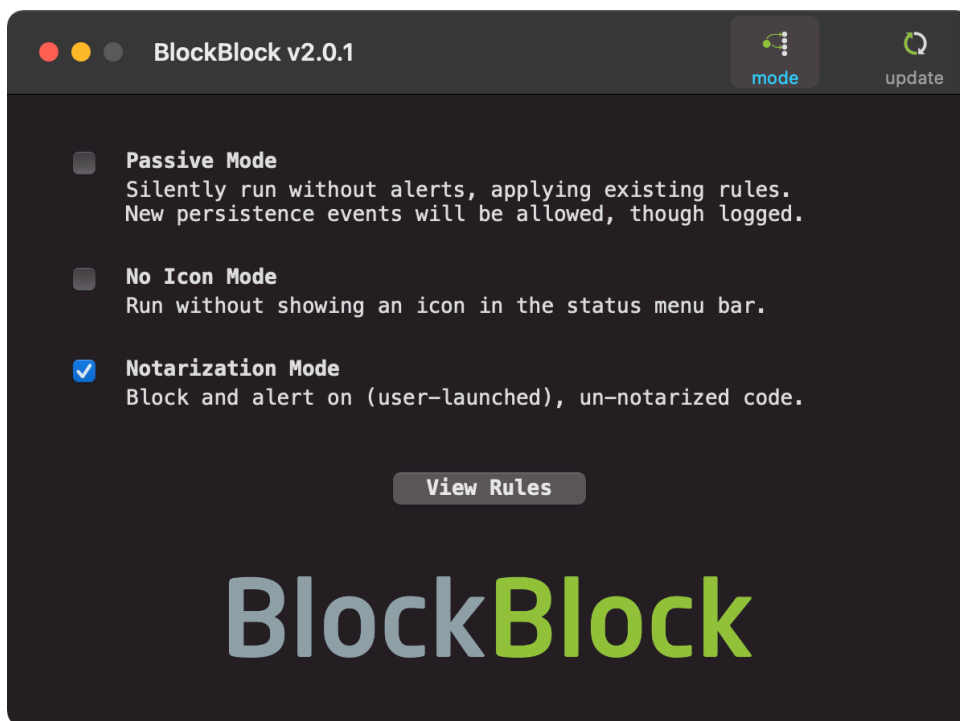 BlockBlock v2.0.1
mode
update
Passive Mode
Silently run without alerts, applying existing rules.
New persistence events will be allowed, though logged.
No Icon Mode
Run without showing an icon in the status menu bar.
Notarization Mode
Block and alert on (user-launched), un-notarized code.
View Rules
BlockBlock